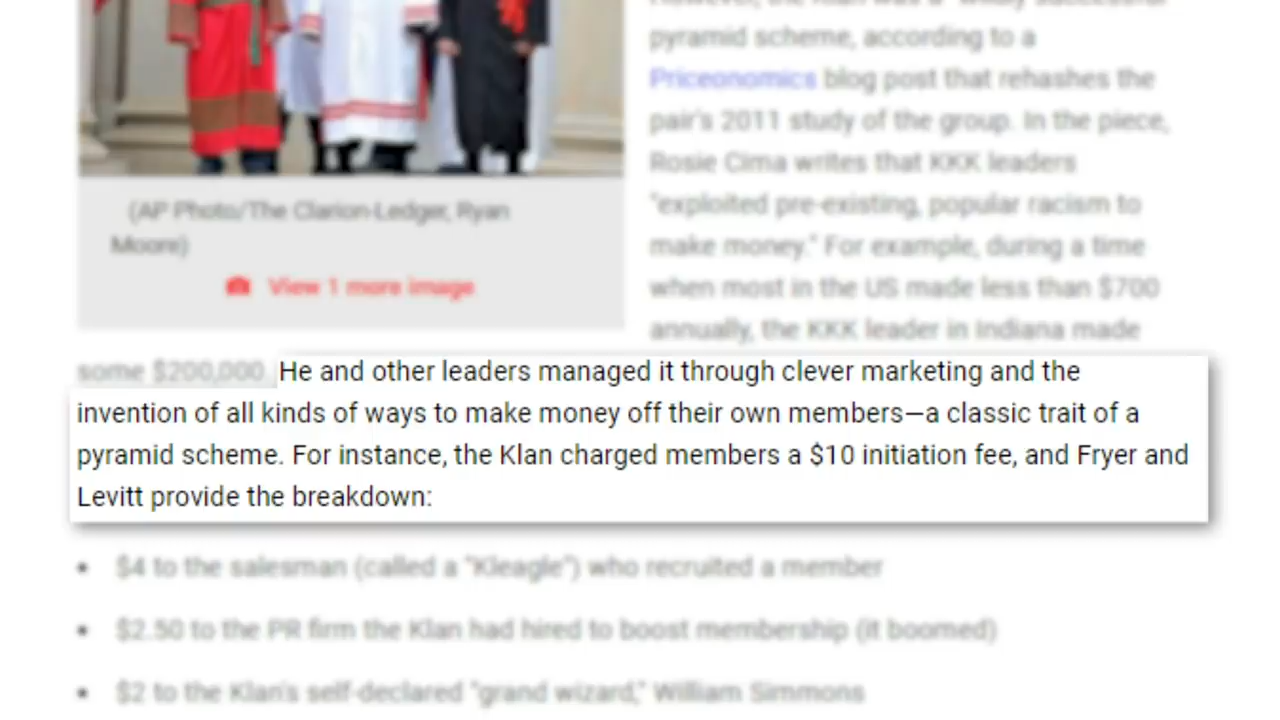 pyramid scheme, according to a
Priceonomics blog post that rehashes the
pair's 2011 study of the group. In the piece,
Rosie Cima writes that KKK leaders
"exploited pre-existing, popular racism to
make money." For example, during a time
when most in the US made less than $700
annually, the KKK leader in Indiana made
(AP Photo/The Clarion-Ledger, Ryan
Moore)
View 1 more image
some $200,000. He and other leaders managed it through clever marketing and the
invention of all kinds of ways to make money off their own members—a classic trait of a
pyramid scheme. For instance, the Klan charged members a $10 initiation fee, and Fryer and
Levitt provide the breakdown:
• $4 to the salesman (called a "Kleagle") who recruited a member
• $2.50 to the PR firm the Klan had hired to boost membership (it boomed)
• $2 to the Klan's self-declared "grand wizard," William Simmons